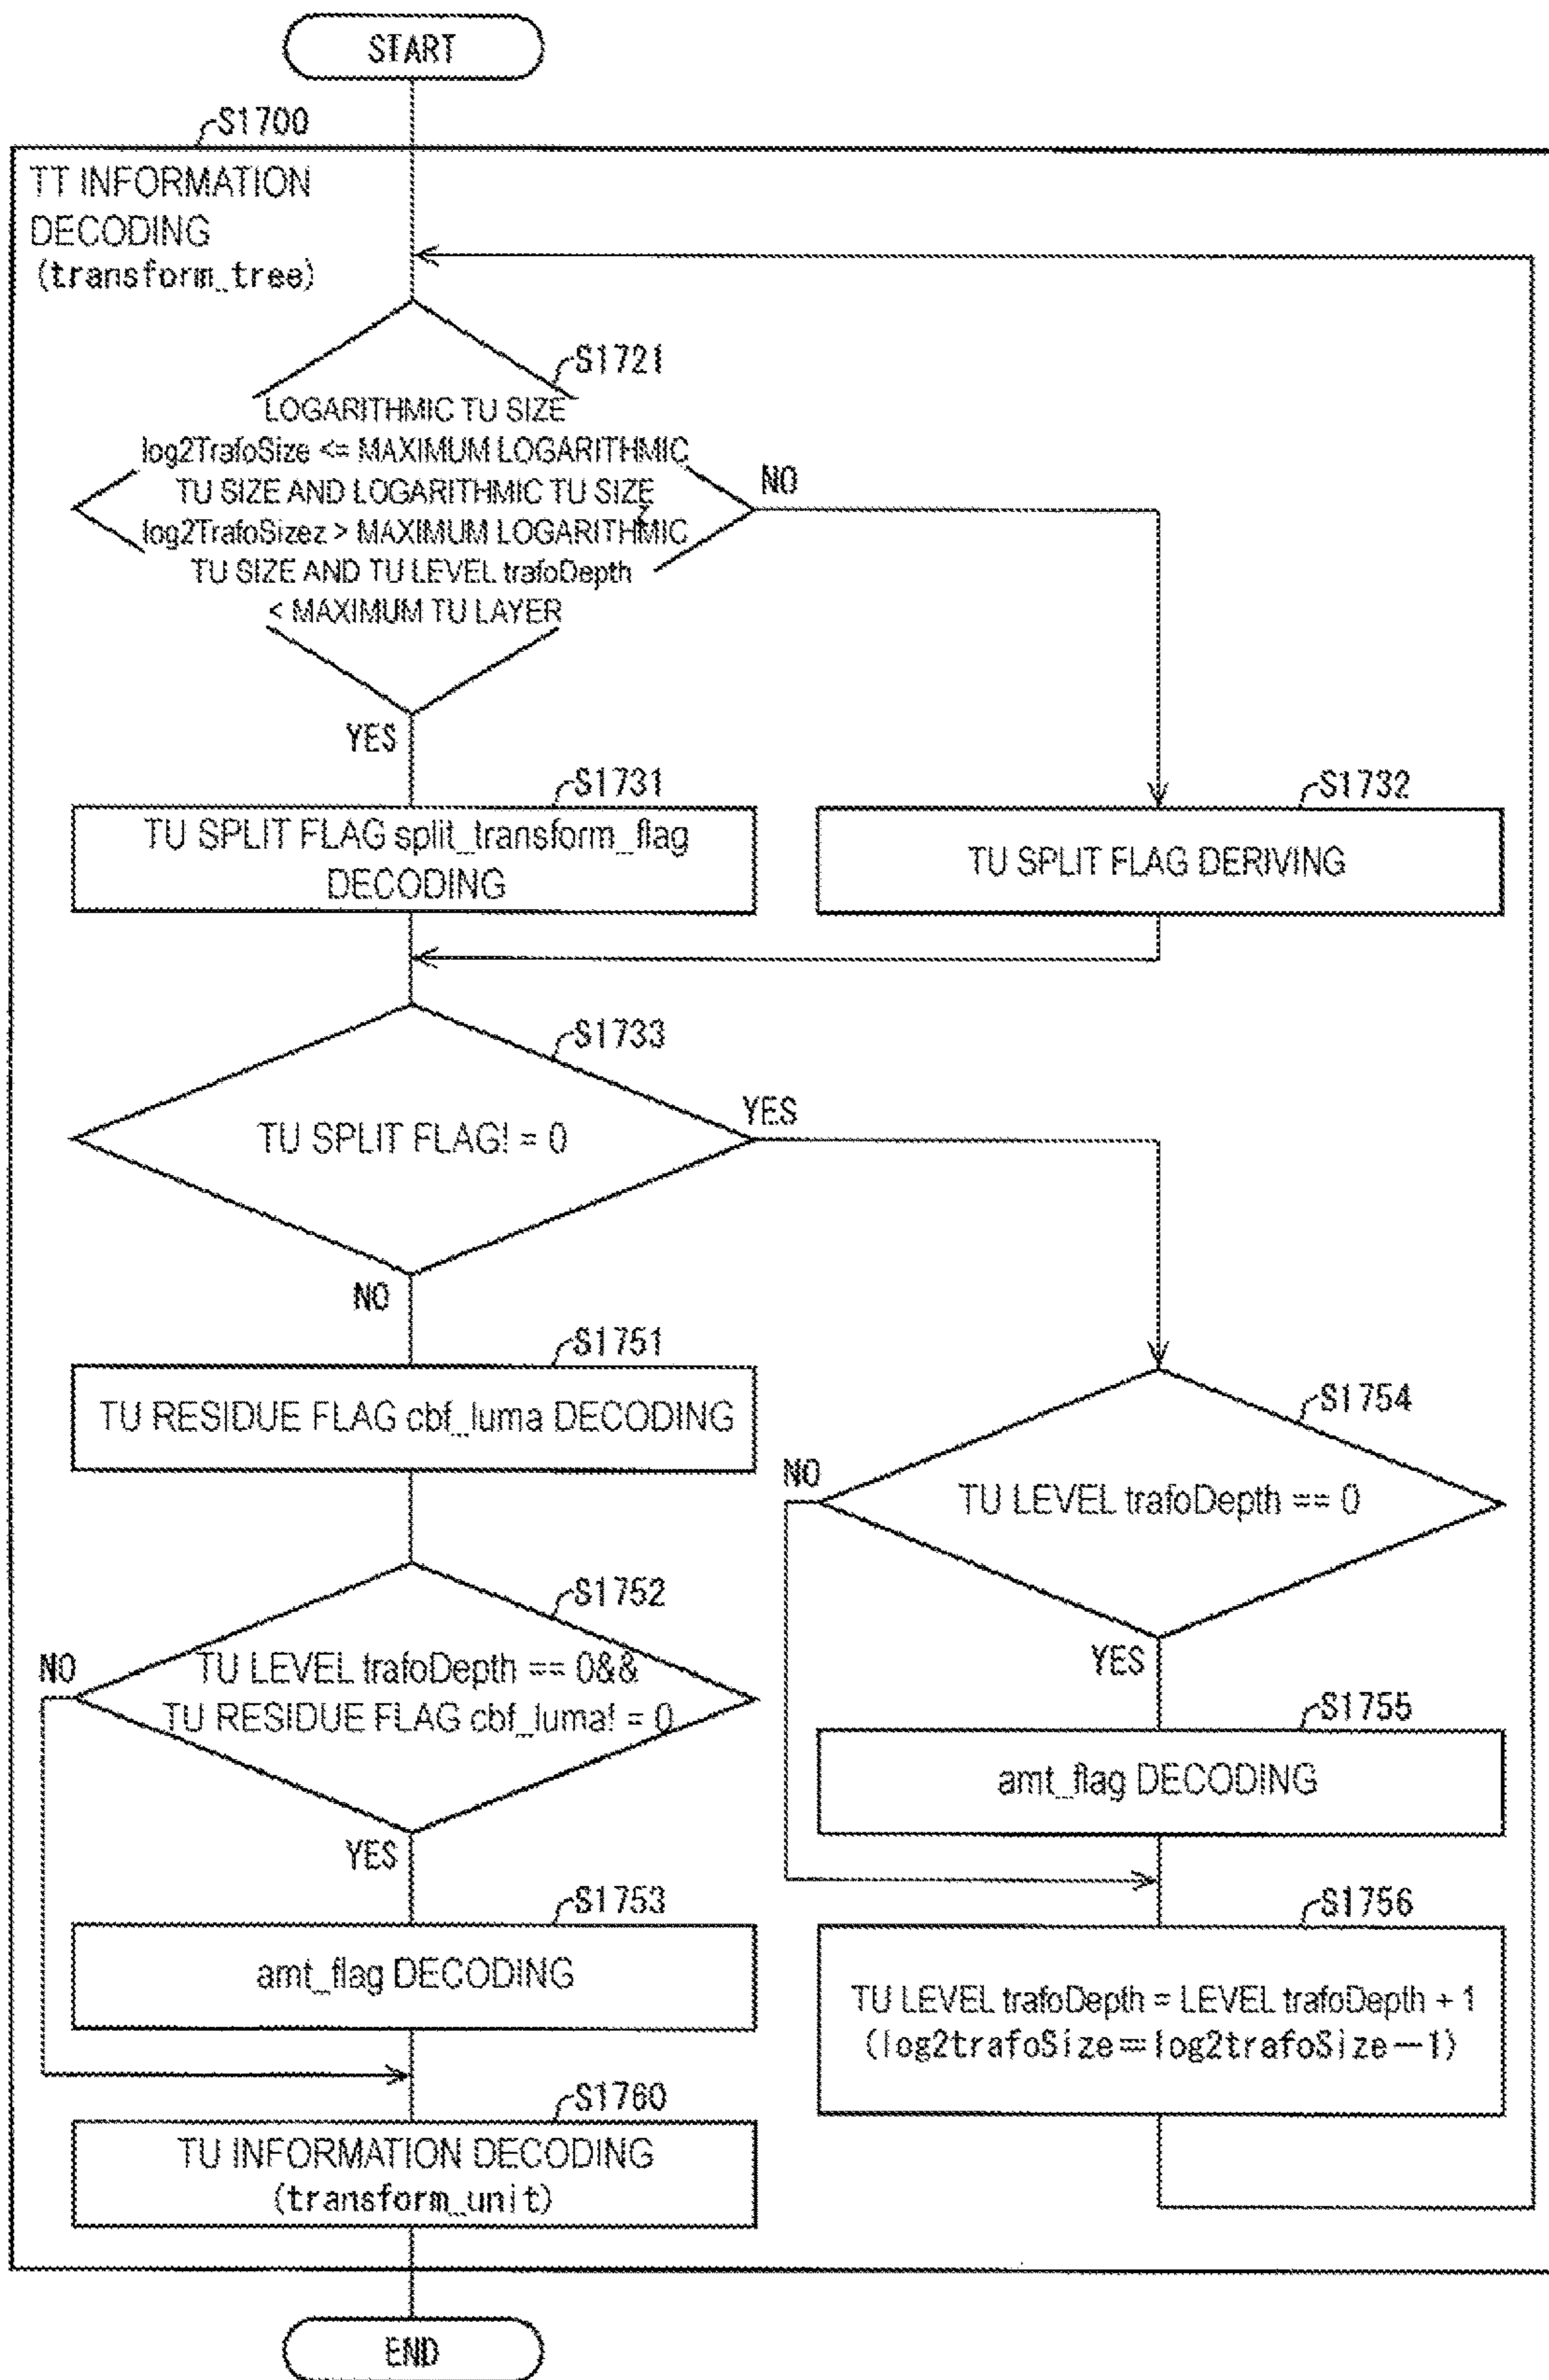 START
S1700
TT INFORMATION
DECODING
(transform_tree)
S1721
LOGARITHMIC TU SIZE
log2TrafoSize <= MAXIMUM LOGARITHMIC
TU SIZE AND LOGARITHMIC TU SIZE
log2TrafoSizez > MAXIMUM LOGARITHMIC
TU SIZE AND TU LEVEL trafoDepth
< MAXIMUM TU LAYER
NO
YES
S1731
TU SPLIT FLAG split_transform_flag
DECODING
S1732
TU SPLIT FLAG DERIVING
S1733
TU SPLIT FLAG! = 0
YES
NO
S1751
TU RESIDUE FLAG cbf_luma DECODING
S1754
TU LEVEL trafoDepth == 0
NO
YES
S1752
TU LEVEL trafoDepth == 0&&
TU RESIDUE FLAG cbf_luma! = 0
NO
YES
S1755
amt_flag DECODING
S1753
amt_flag DECODING
S1756
TU LEVEL trafoDepth = LEVEL trafoDepth + 1
(log2trafoSize=log2trafoSize-1)
S1760
TU INFORMATION DECODING
(transform_unit)
END